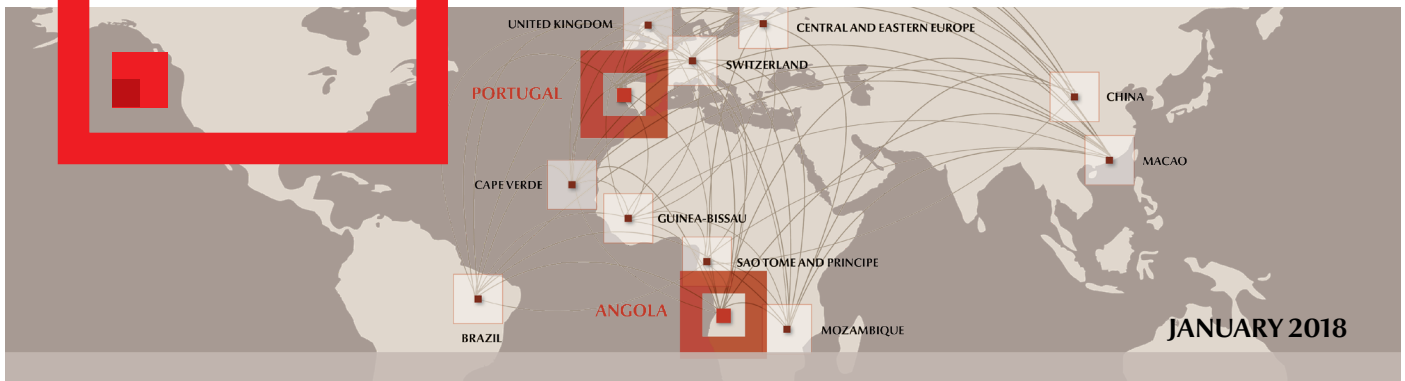 UNITED KINGDOM
CENTRAL AND EASTERN EUROPE
SWITZERLAND
PORTUGAL
CHINA
MACAO
CAPE VERDE
GUINEA-BISSAU
SAO TOME AND PRINCIPE
ANGOLA
MOZAMBIQUE
JANUARY 2018
BRAZIL